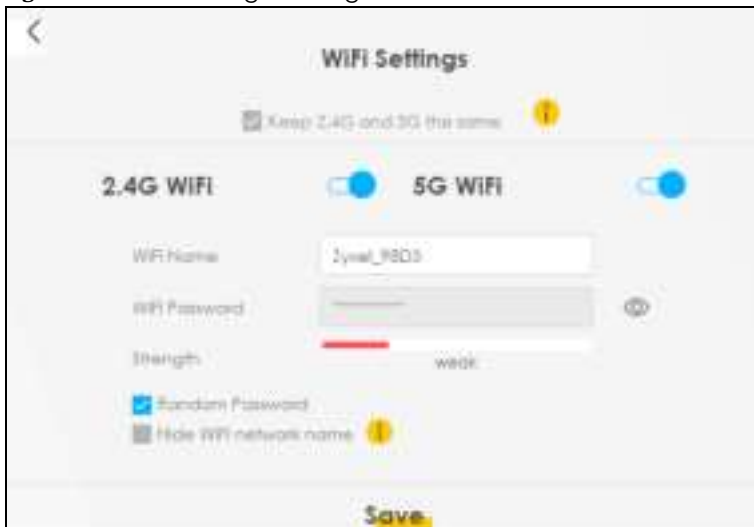 WiFi Settings
Keep 2.4G and 5G the same
2.4G WiFi
5G WiFi
WiFi Name
Zyxel_9BD3
WiFi Password
Strength
weak
Random Password
Hide WiFi network name
Save